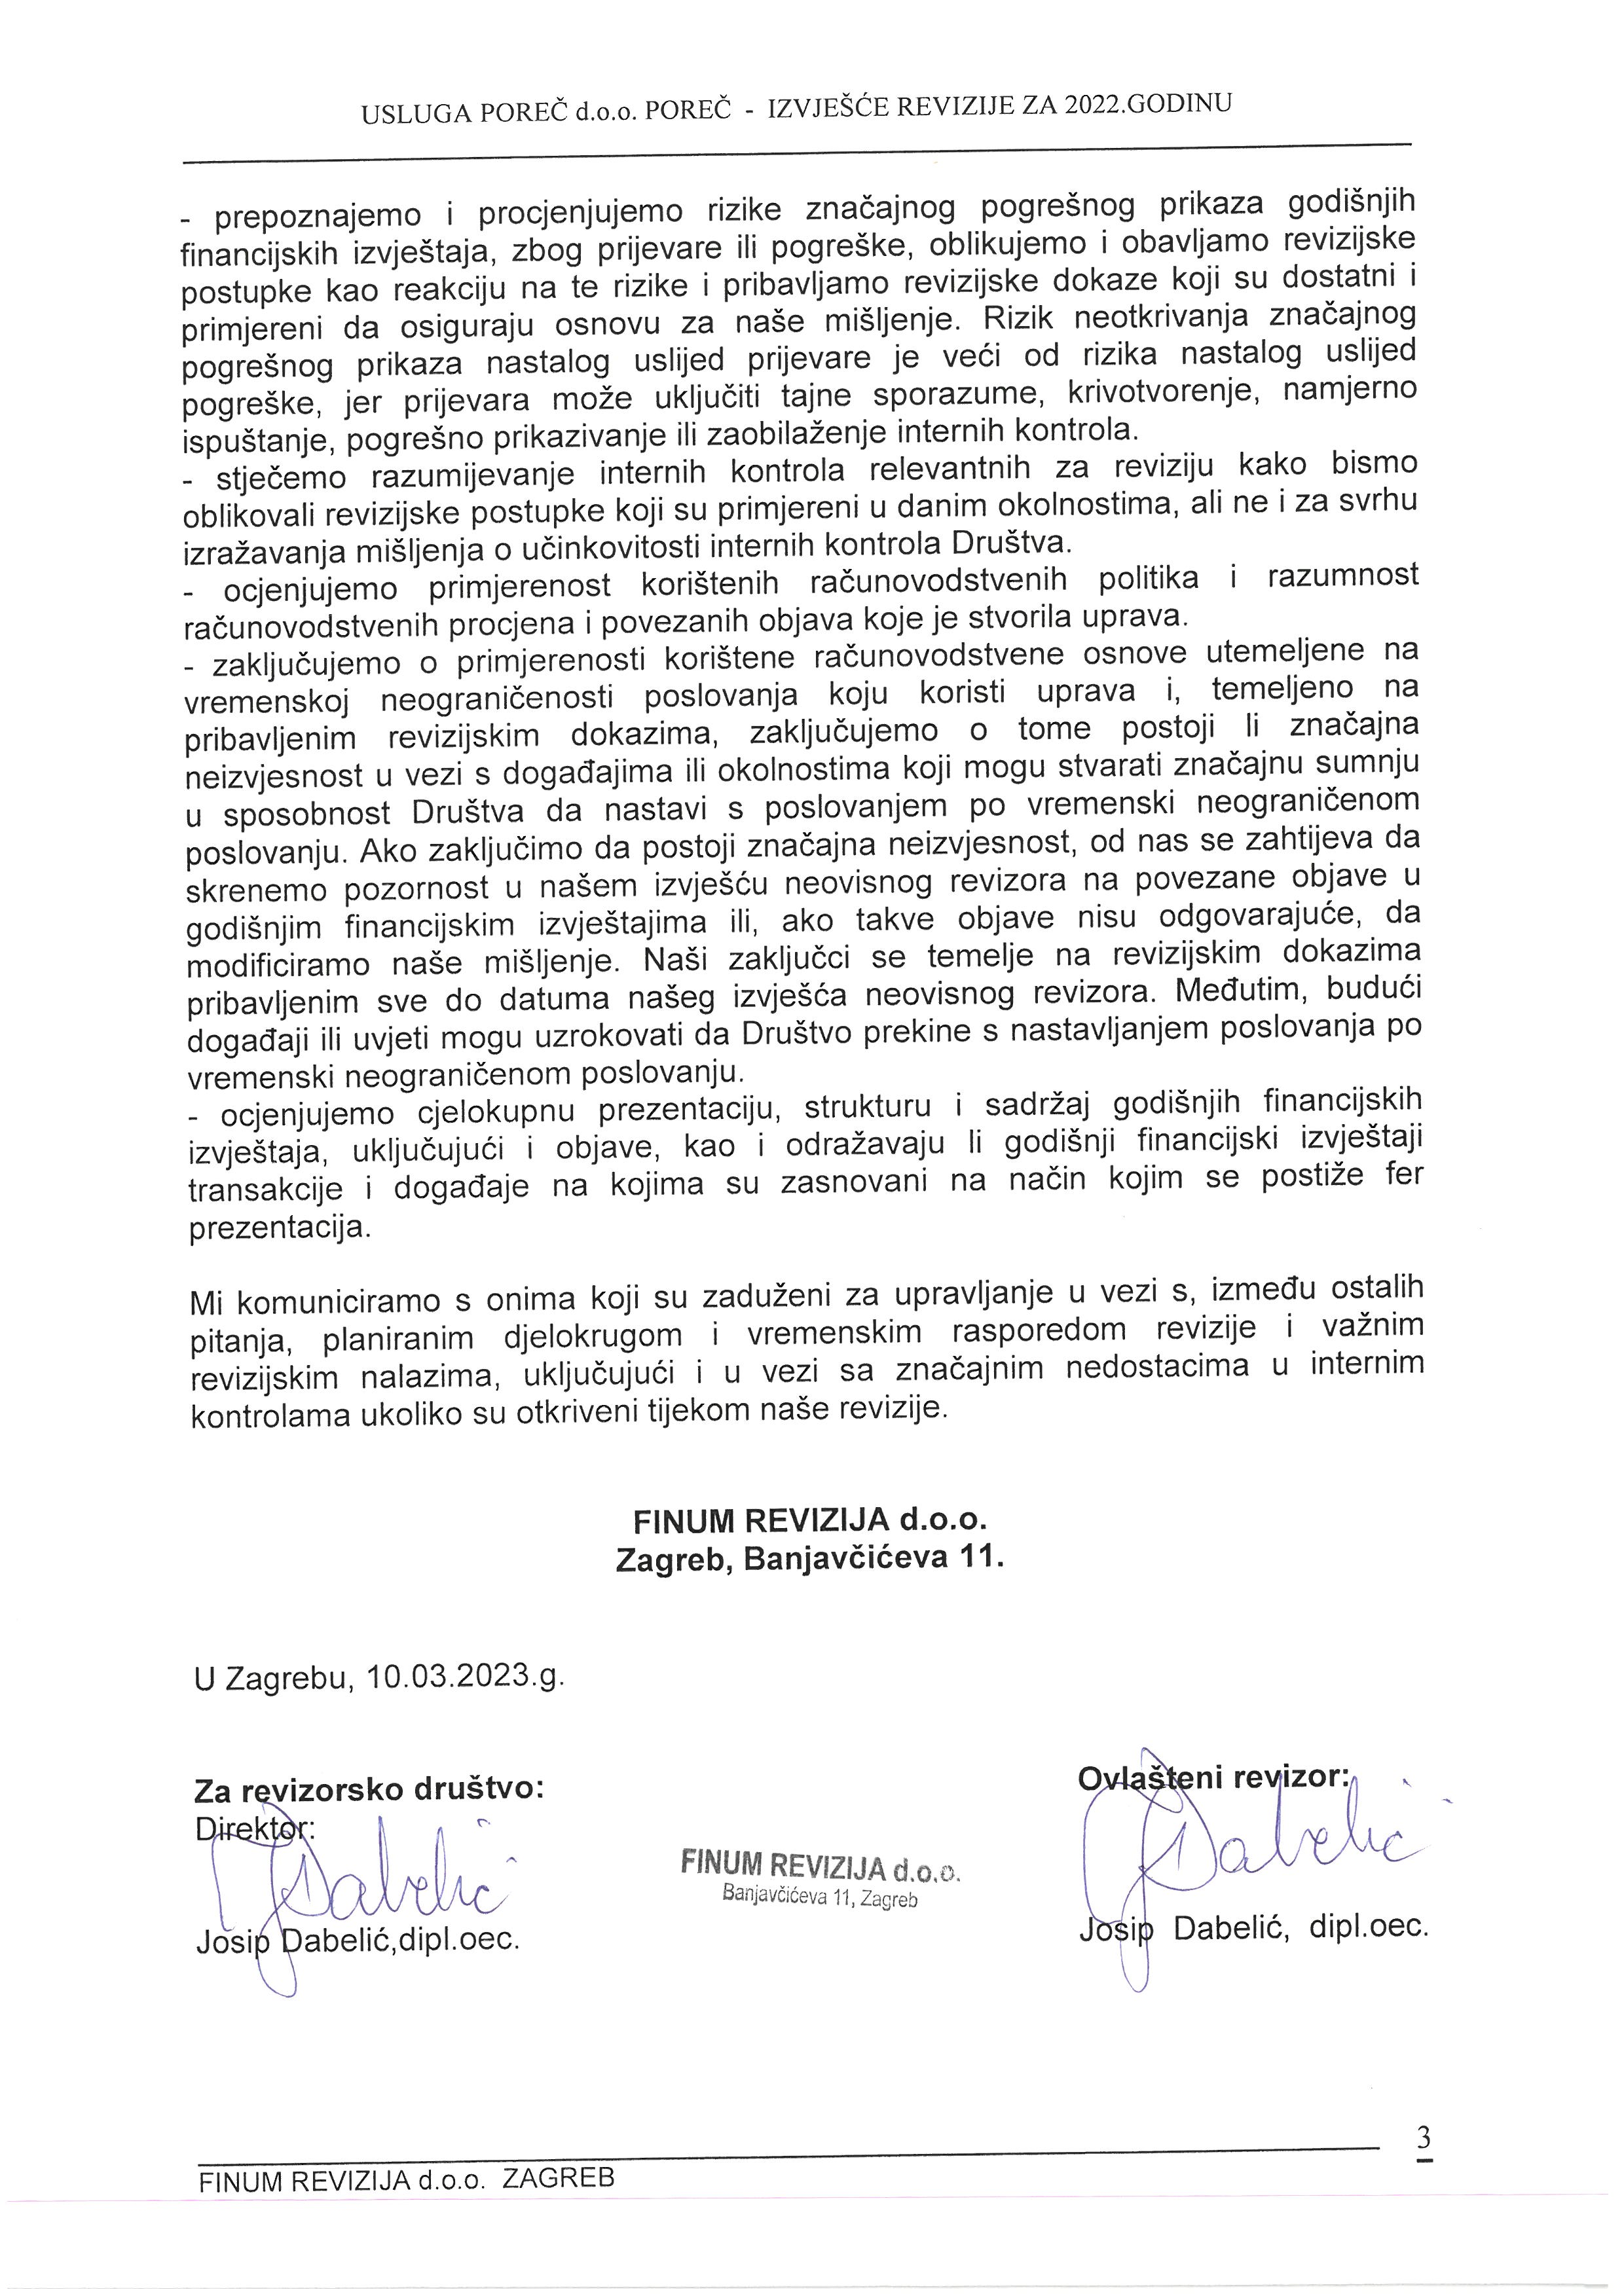 USLUGA POREČ d.o.o. POREČ - IZVJEŠĆE REVIZIJE ZA 2022.GODINU
- prepoznajemo i procjenjujemo rizike značajnog pogrešnog prikaza godišnjih
financijskih izvještaja, zbog prijevare ili pogreške, oblikujemo i obavljamo revizijske
postupke kao reakciju na te rizike i pribavljamo revizijske dokaze koji su dostatni i
primjereni da osiguraju osnovu za naše mišljenje. Rizik neotkrivanja značajnog
pogrešnog prikaza nastalog uslijed prijevare je veći od rizika nastalog uslijed
pogreške, jer prijevara može uključiti tajne sporazume, krivotvorenje, namjerno
ispuštanje, pogrešno prikazivanje ili zaobilaženje internih kontrola.
- stječemo razumijevanje internih kontrola relevantnih za reviziju kako bismo
oblikovali revizijske postupke koji su primjereni u danim okolnostima, ali ne i za svrhu
izražavanja mišljenja o učinkovitosti internih kontrola Društva.
- ocjenjujemo primjerenost korištenih računovodstvenih politika i razumnost
računovodstvenih procjena i povezanih objava koje je stvorila uprava.
- zaključujemo o primjerenosti korištene računovodstvene osnove utemeljene na
vremenskoj neograničenosti poslovanja koju koristi uprava i, temeljeno na
pribavljenim revizijskim dokazima, zaključujemo o tome postoji li značajna
neizvjesnost u vezi s događajima ili okolnostima koji mogu stvarati značajnu sumnju
u sposobnost Društva da nastavi s poslovanjem po vremenski neograničenom
poslovanju. Ako zaključimo da postoji značajna neizvjesnost, od nas se zahtijeva da
skrenemo pozornost u našem izvješću neovisnog revizora na povezane objave u
godišnjim financijskim izvještajima ili, ako takve objave nisu odgovarajuće, da
modificiramo naše mišljenje. Naši zaključci se temelje na revizijskim dokazima
pribavljenim sve do datuma našeg izvješća neovisnog revizora. Međutim, budući
događaji ili uvjeti mogu uzrokovati da Društvo prekine s nastavljanjem poslovanja po
vremenski neograničenom poslovanju.
- ocjenjujemo cjelokupnu prezentaciju, strukturu i sadržaj godišnjih financijskih
izvještaja, uključujući i objave, kao i odražavaju li godišnji financijski izvještaji
transakcije i događaje na kojima su zasnovani na način kojim se postiže fer
prezentacija.
Mi komuniciramo s onima koji su zaduženi za upravljanje u vezi s, između ostalih
pitanja, planiranim djelokrugom i vremenskim rasporedom revizije i važnim
revizijskim nalazima, uključujući i u vezi sa značajnim nedostacima u internim
kontrolama ukoliko su otkriveni tijekom naše revizije.
FINUM REVIZIJA d.o.o.
Zagreb, Banjavčićeva 11.
U Zagrebu, 10.03.2023.g.
Za revizorsko društvo:
Direktor:
J Dabelić
Josip Dabelić,dipl.oec.
FINUM REVIZIJA d.o.o.
Banjavčićeva 11, Zagreb
Ovlašteni revizor:
J Dabelić
Josip Dabelić, dipl.oec.
3
FINUM REVIZIJA d.o.o. ZAGREB